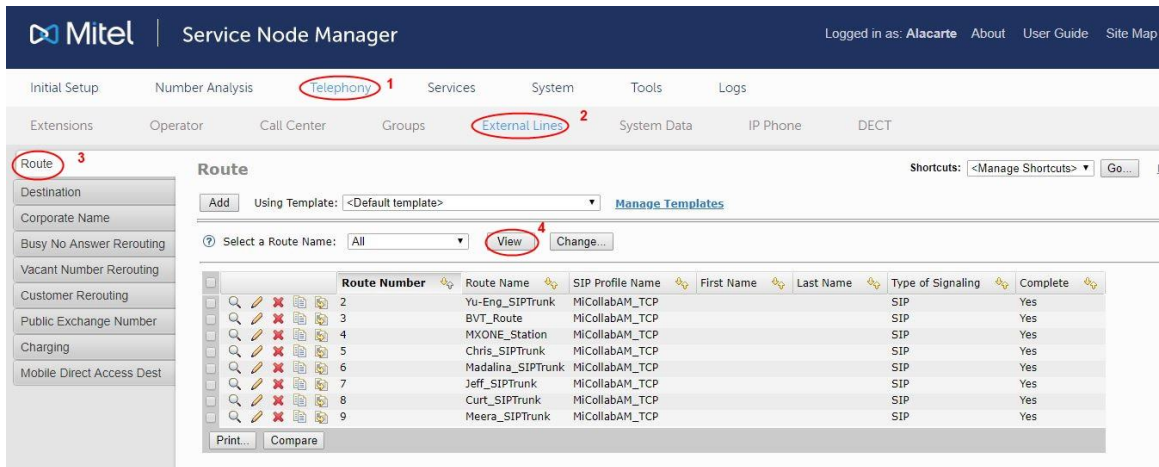 Mitel | Service Node Manager
Logged in as: Alacarte About User Guide Site Map
Initial Setup Number Analysis Telephony 1 Services System Tools Logs
Extensions Operator Call Center Groups External Lines 2 System Data IP Phone DECT
Route 3
Destination
Corporate Name
Busy No Answer Rerouting
Vacant Number Rerouting
Customer Rerouting
Public Exchange Number
Charging
Mobile Direct Access Dest
Route
Shortcuts: <Manage Shortcuts> Go...
Add Using Template: <Default template> Manage Templates
? Select a Route Name: All View 4 Change...
Route Number Route Name SIP Profile Name First Name Last Name Type of Signaling Complete
2 Yu-Eng_SIPTrunk MiCollabAM_TCP SIP Yes
3 BVT_Route MiCollabAM_TCP SIP Yes
4 MXONE_Station MiCollabAM_TCP SIP Yes
5 Chris_SIPTrunk MiCollabAM_TCP SIP Yes
6 Madalina_SIPTrunk MiCollabAM_TCP SIP Yes
7 Jeff_SIPTrunk MiCollabAM_TCP SIP Yes
8 Curt_SIPTrunk MiCollabAM_TCP SIP Yes
9 Meera_SIPTrunk MiCollabAM_TCP SIP Yes
Print... Compare